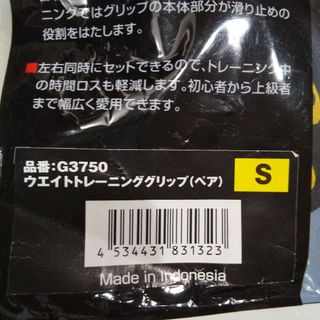 ニングではグリップの本体部分が滑り止めの
役割をはたします。
■左右同時にセットできるので、トレーニング中
の時間ロスも軽減します。初心者から上級者
まで幅広く愛用できます。
品番:G3750
ウエイトトレーニンググリップ(ペア)
S
4 534431 831323
Made in Indonesia